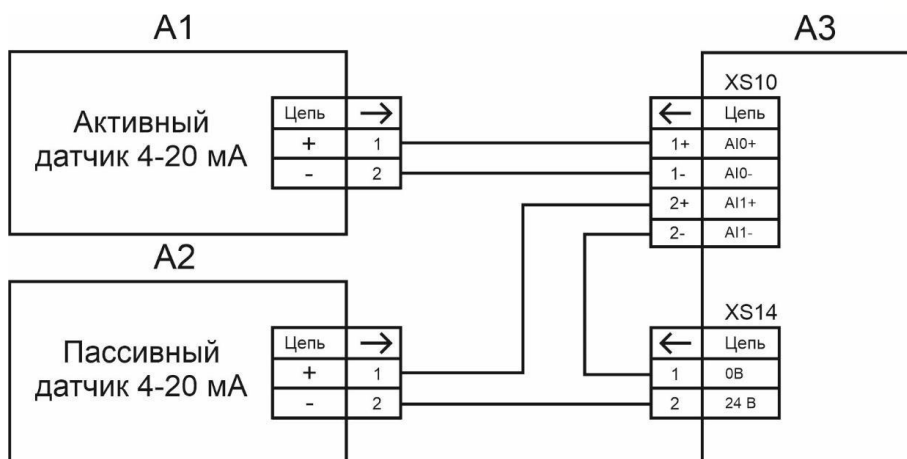 A1
A3
XS10
Цепь
Цепь
Активный
датчик 4-20 мА
+ 1
1+ AI0+
- 2
1- AI0-
2+ AI1+
2- AI1-
A2
XS14
Цепь
Цепь
Пассивный
датчик 4-20 мА
+ 1
1 0В
- 2
2 24 В